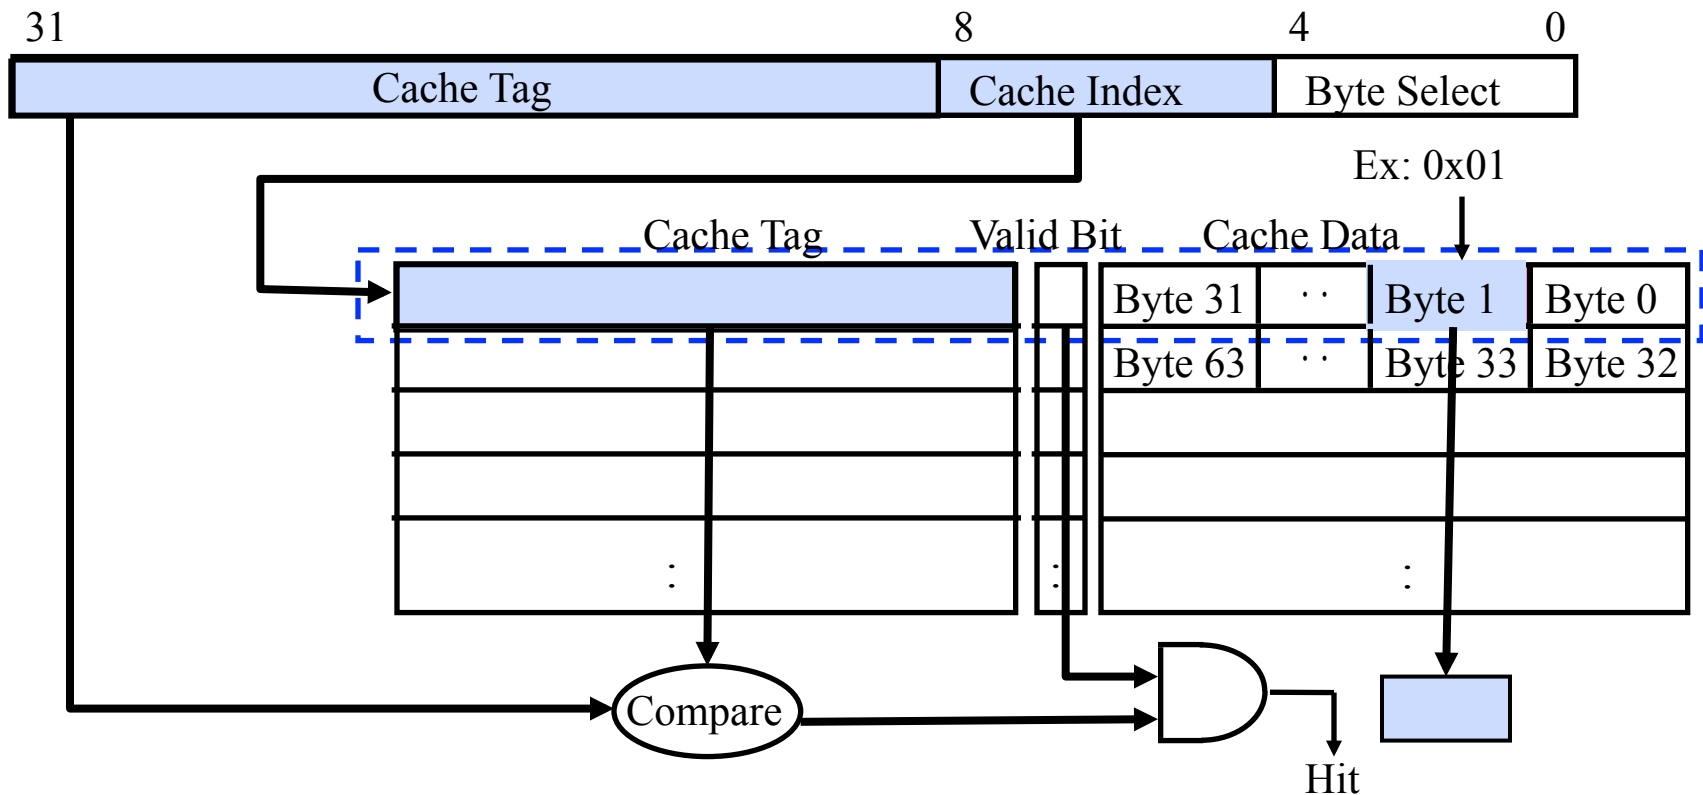 31 8 4 0
Cache Tag Cache Index Byte Select
Ex: 0x01
Cache Tag Valid Bit Cache Data
Byte 31 . . Byte 1 Byte 0
Byte 63 . . Byte 33 Byte 32
: : :
Compare
Hit